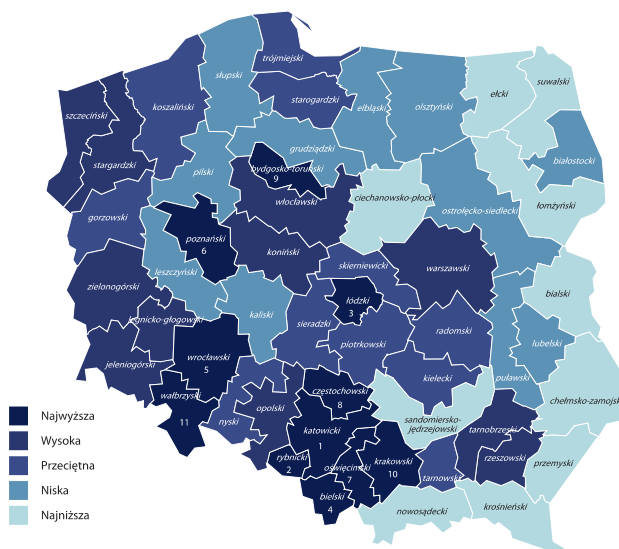 trójmiejski
słupski
suwalski
ełcki
koszaliński
starogardzki
elbląski
olsztyński
szczeciński
grudziądzki
białostocki
stargardzki
pilski
bydgosko-toruński
9
ciechanowsko-płocki
włocławski
łomżyński
ostrołęcko-siedlecki
gorzowski
poznański
6
koniński
skierniewicki
warszawski
leszczyński
zielonogórski
łódzki
3
bialski
legnicko-głogowski
kaliski
sieradzki
radomski
piotrkowski
lubelski
wrocławski
5
jeleniogórski
kielecki
puławski
częstochowski
8
wałbrzyski
11
opolski
nyski
chełmsko-zamojski
sandomiersko-
jędrzejowski
tarnobrzeski
katowicki
1
rybnicki
2
oświęcimski
7
krakowski
10
rzeszowski
przemyski
tarnowski
bielski
4
nowosądecki
krośnieński
Najwyższa
Wysoka
Przeciętna
Niska
Najniższa